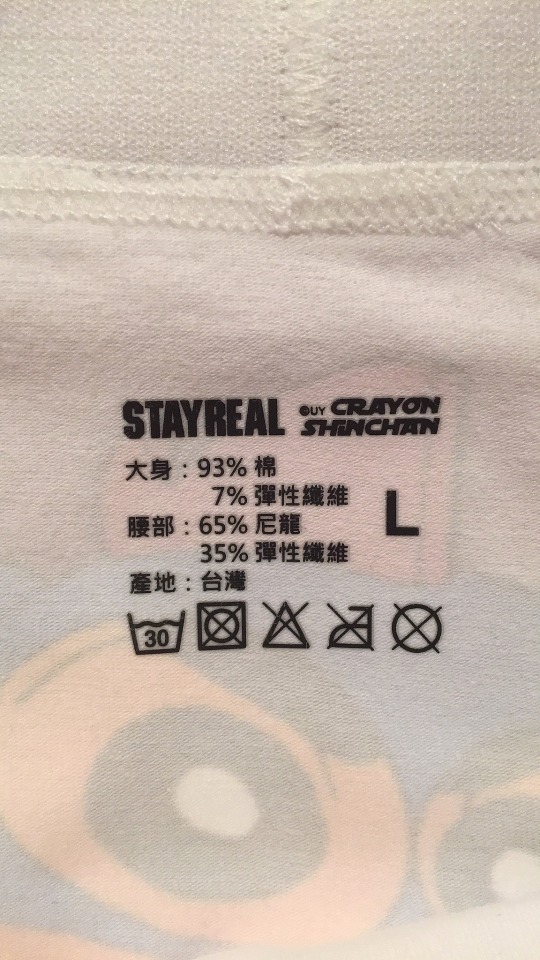 STAYREAL ©UY CRAYON SHINCHAN
大身：93% 棉
7% 彈性纖維
腰部：65% 尼龍
35% 彈性纖維
L
產地：台灣
30